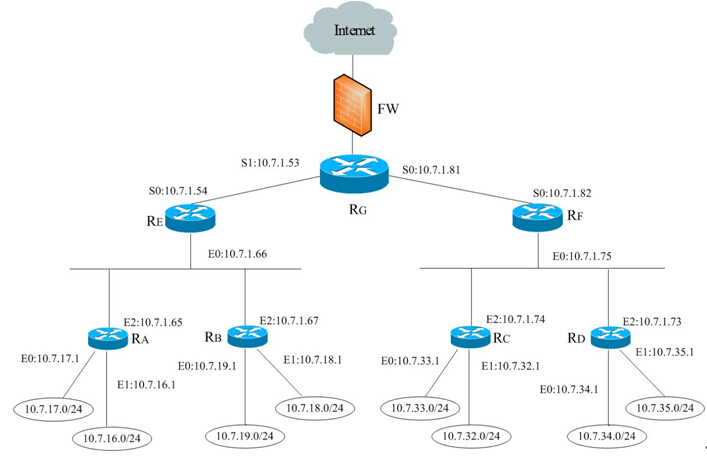 Internet
FW
S1:10.7.1.53
S0:10.7.1.81
S0:10.7.1.54
S0:10.7.1.82
RG
RE
RF
E0:10.7.1.66
E0:10.7.1.75
E2:10.7.1.65
E2:10.7.1.67
E2:10.7.1.74
E2:10.7.1.73
RA
RB
RC
RD
E0:10.7.17.1
E0:10.7.19.1
E1:10.7.18.1
E0:10.7.33.1
E1:10.7.32.1
E1:10.7.35.1
E1:10.7.16.1
E0:10.7.34.1
10.7.17.0/24
10.7.18.0/24
10.7.33.0/24
10.7.35.0/24
10.7.16.0/24
10.7.19.0/24
10.7.32.0/24
10.7.34.0/24